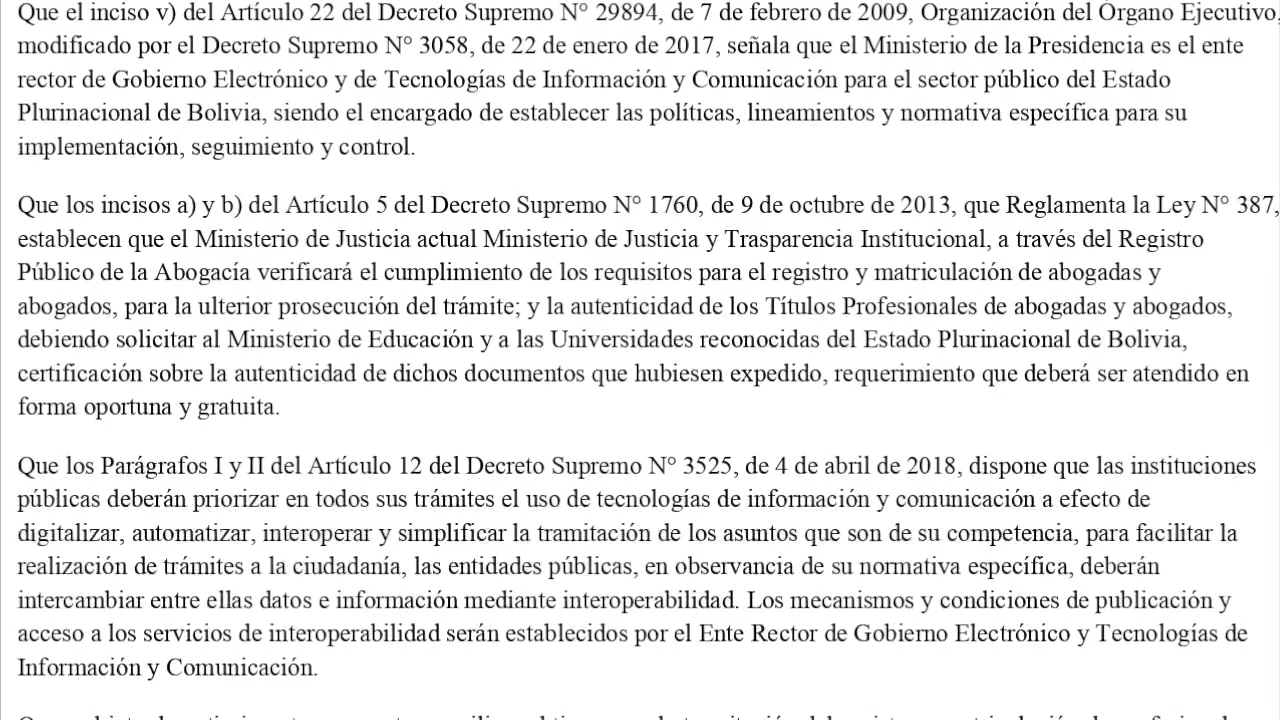 Que el inciso v) del Artículo 22 del Decreto Supremo N° 29894, de 7 de febrero de 2009, Organización del Órgano Ejecutivo,
modificado por el Decreto Supremo N° 3058, de 22 de enero de 2017, señala que el Ministerio de la Presidencia es el ente
rector de Gobierno Electrónico y de Tecnologías de Información y Comunicación para el sector público del Estado
Plurinacional de Bolivia, siendo el encargado de establecer las políticas, lineamientos y normativa específica para su
implementación, seguimiento y control.
Que los incisos a) y b) del Artículo 5 del Decreto Supremo N° 1760, de 9 de octubre de 2013, que Reglamenta la Ley N° 387,
establecen que el Ministerio de Justicia actual Ministerio de Justicia y Trasparencia Institucional, a través del Registro
Público de la Abogacía verificará el cumplimiento de los requisitos para el registro y matriculación de abogadas y
abogados, para la ulterior prosecución del trámite; y la autenticidad de los Títulos Profesionales de abogadas y abogados,
debiendo solicitar al Ministerio de Educación y a las Universidades reconocidas del Estado Plurinacional de Bolivia,
certificación sobre la autenticidad de dichos documentos que hubiesen expedido, requerimiento que deberá ser atendido en
forma oportuna y gratuita.
Que los Parágrafos I y II del Artículo 12 del Decreto Supremo N° 3525, de 4 de abril de 2018, dispone que las instituciones
públicas deberán priorizar en todos sus trámites el uso de tecnologías de información y comunicación a efecto de
digitalizar, automatizar, interoperar y simplificar la tramitación de los asuntos que son de su competencia, para facilitar la
realización de trámites a la ciudadanía, las entidades públicas, en observancia de su normativa específica, deberán
intercambiar entre ellas datos e información mediante interoperabilidad. Los mecanismos y condiciones de publicación y
acceso a los servicios de interoperabilidad serán establecidos por el Ente Rector de Gobierno Electrónico y Tecnologías de
Información y Comunicación.